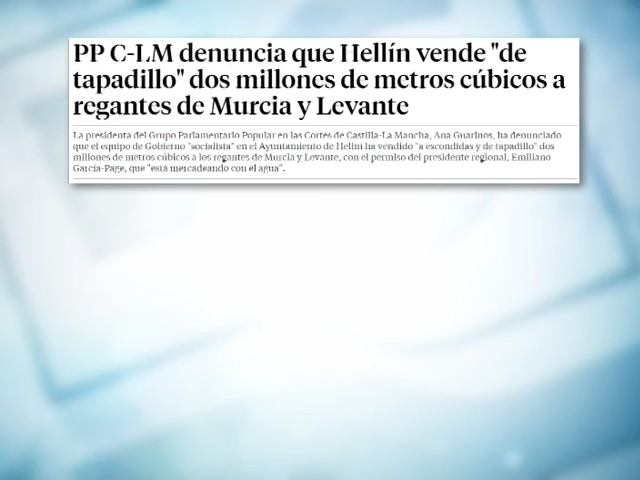 PP C-LM denuncia que Hellín vende "de
tapadillo" dos millones de metros cúbicos a
regantes de Murcia y Levante
La presidenta del Grupo Parlamentario Popular en las Cortes de Castilla-La Mancha, Ana Guarinos, ha denunciado
que el equipo de Gobierno "socialista" en el Ayuntamiento de Hellín ha vendido "a escondidas y de tapadillo" dos
millones de metros cúbicos a los regantes de Murcia y Levante, con el permiso del presidente regional, Emiliano
García-Page, que "está mercadeando con el agua".